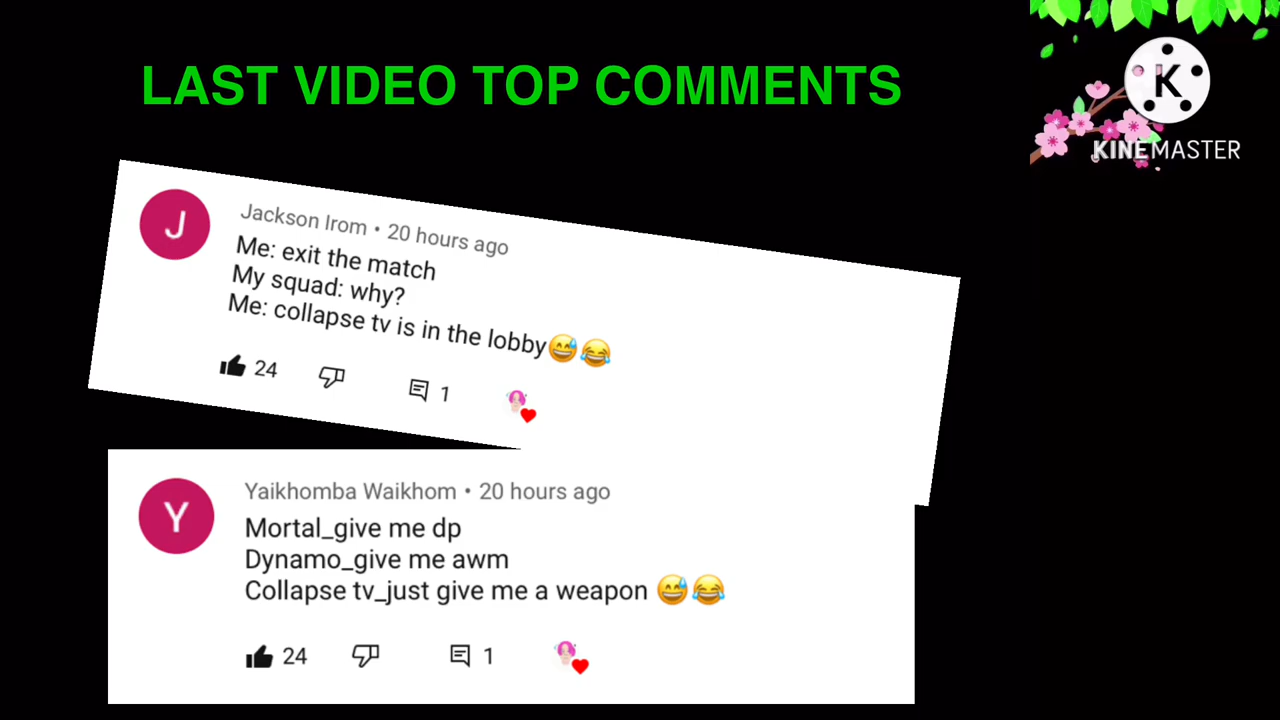 LAST VIDEO TOP COMMENTS
K
KINEMASTER
J
Jackson Irom • 20 hours ago
Me: exit the match
My squad: why?
Me: collapse tv is in the lobby😅😂
24
1
Y
Yaikhomba Waikhom • 20 hours ago
Mortal_give me dp
Dynamo_give me awm
Collapse tv_just give me a weapon 😅😂
24
1